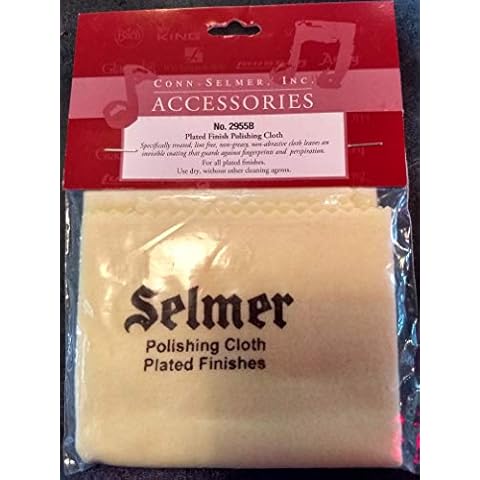 Bach
KING
CONN-SELMER, INC.
ACCESSORIES
No. 2955B
Plated Finish Polishing Cloth
Specifically treated, lint free, non-greasy, non-abrasive cloth leaves an
invisible coating that guards against fingerprints and perspiration.
For all plated finishes.
Use dry, without other cleaning agents.
Selmer
Polishing Cloth
Plated Finishes